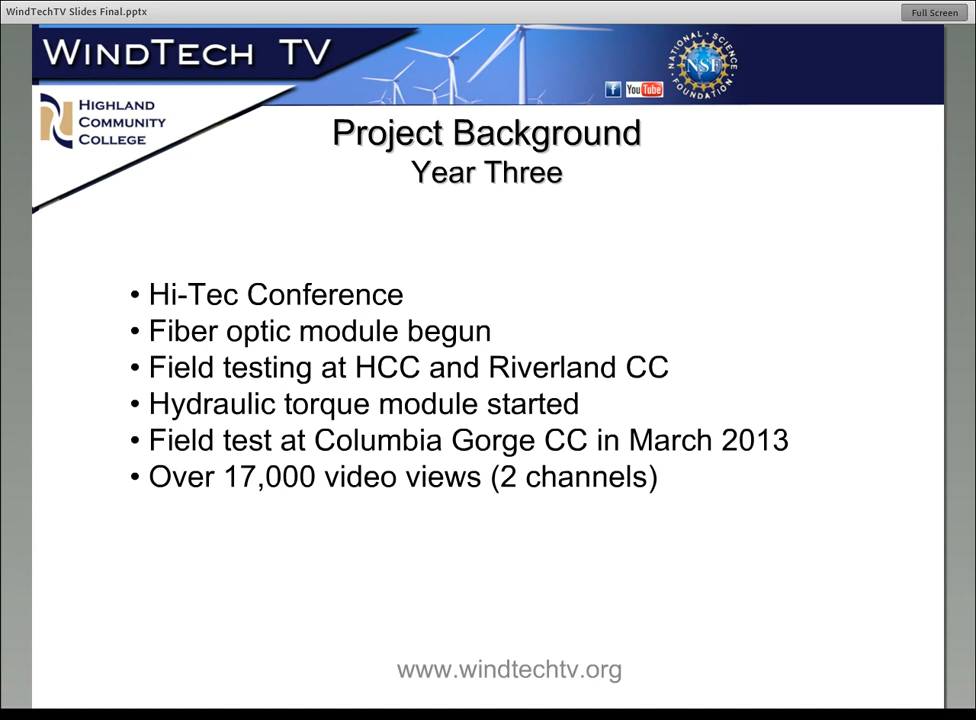 WindTechTV Slides Final.pptx
Full Screen
WINDTECH TV
f YouTube
NATIONAL SCIENCE FOUNDATION
NSF
HIGHLAND
COMMUNITY
COLLEGE
Project Background
Year Three
• Hi-Tec Conference
• Fiber optic module begun
• Field testing at HCC and Riverland CC
• Hydraulic torque module started
• Field test at Columbia Gorge CC in March 2013
• Over 17,000 video views (2 channels)
www.windtechtv.org